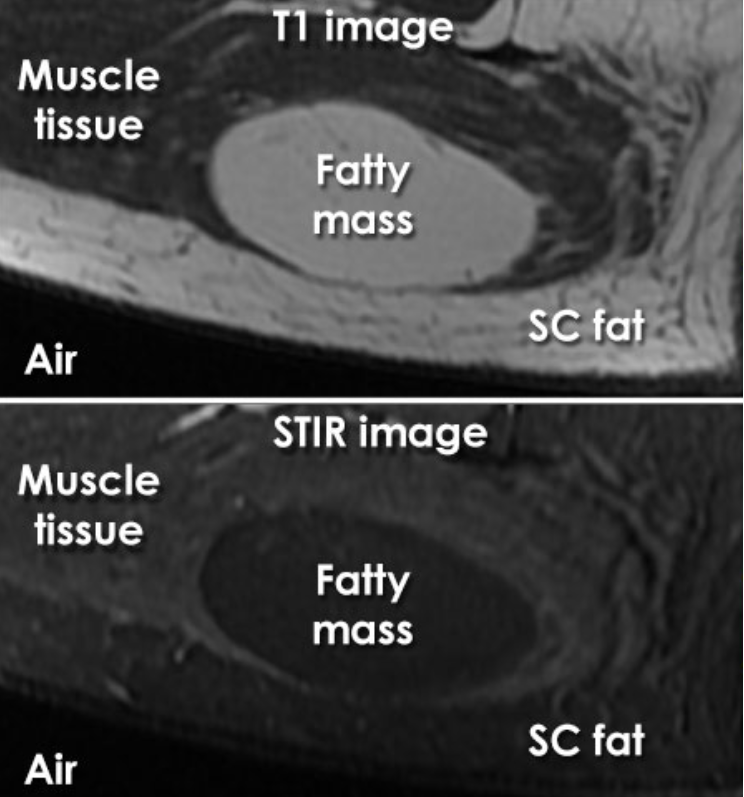 T1 image
Muscle
tissue
Fatty
mass
SC fat
Air
STIR image
Muscle
tissue
Fatty
mass
SC fat
Air